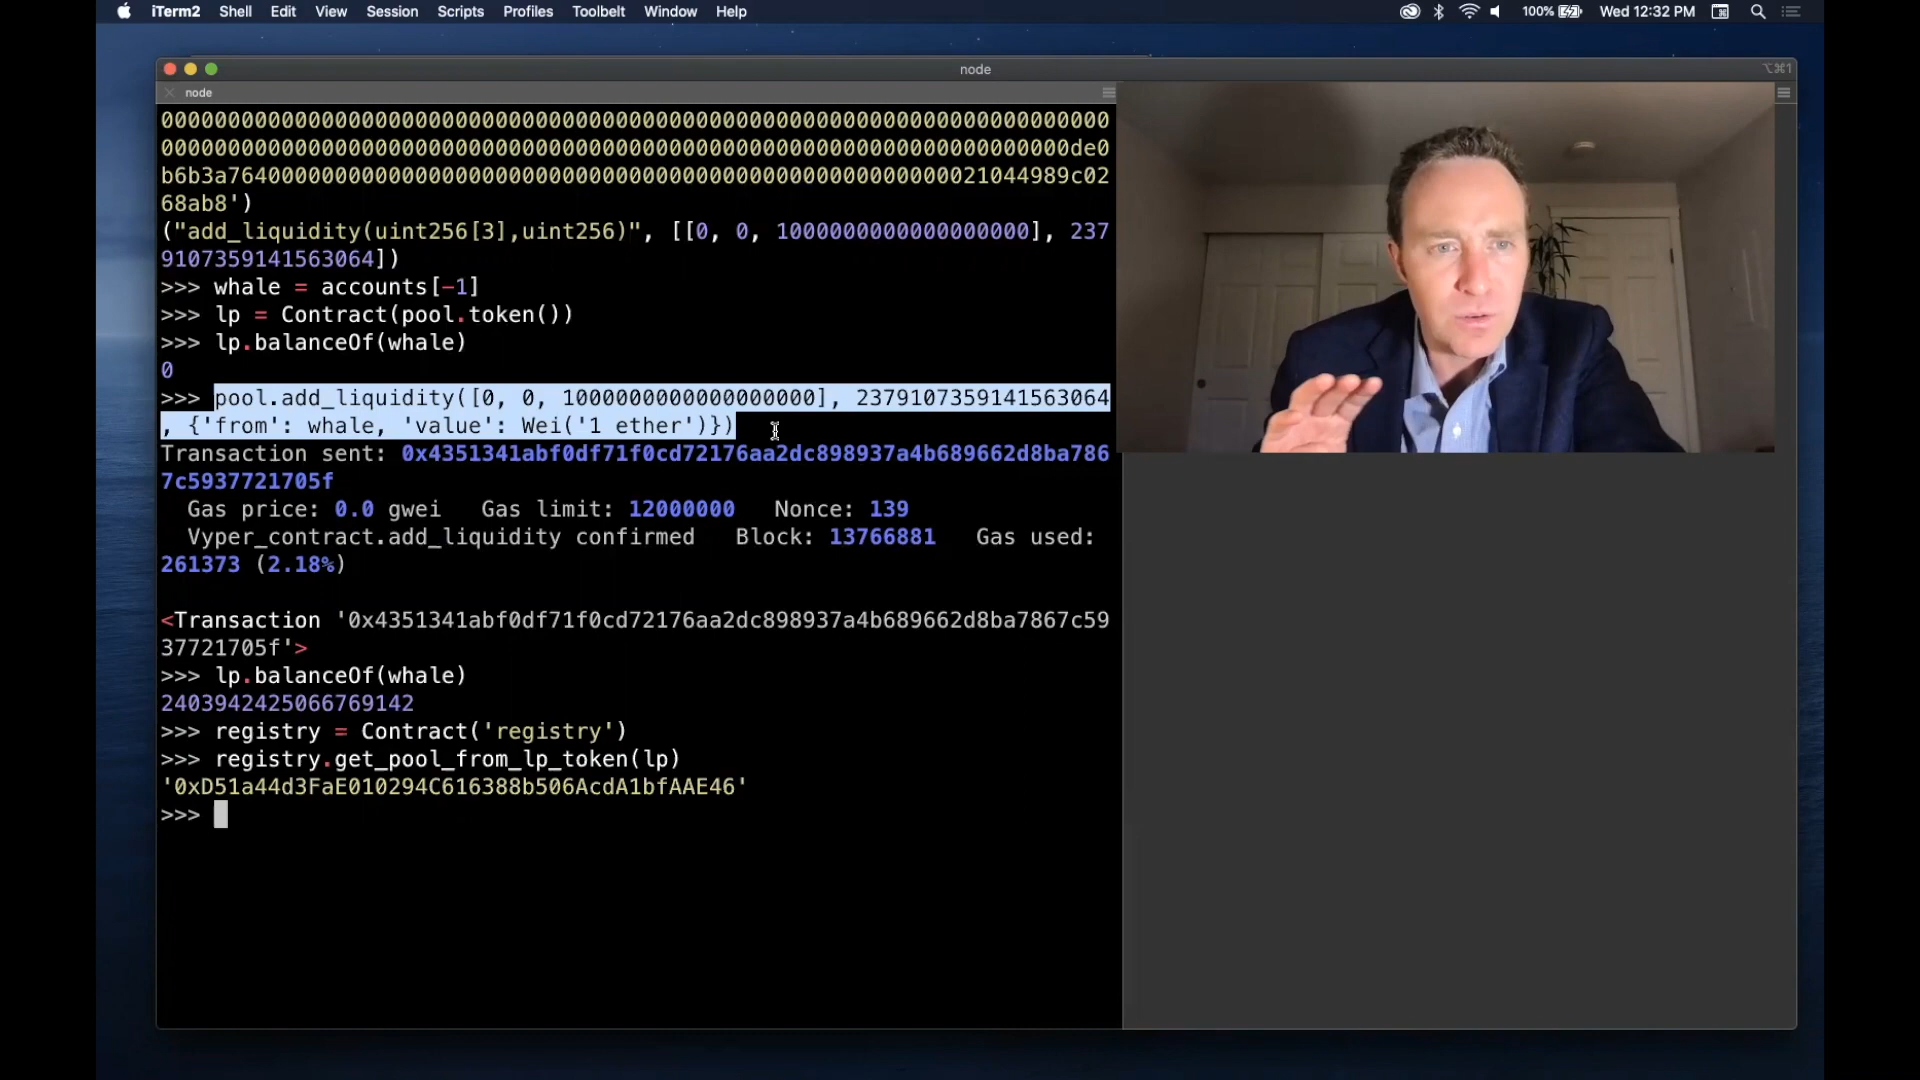 iTerm2 Shell Edit View Session Scripts Profiles Toolbelt Window Help 100% Wed 12:32 PM
node ⌥⌘1
node
00000000000000000000000000000000000000000000000000000000000000000000000
00000000000000000000000000000000000000000000000000000000000000000000de0
b6b3a7640000000000000000000000000000000000000000000000000000021044989c02
68ab8')
("add_liquidity(uint256[3],uint256)", [[0, 0, 1000000000000000000], 237
9107359141563064])
>>> whale = accounts[-1]
>>> lp = Contract(pool.token())
>>> lp.balanceOf(whale)
0
>>> pool.add_liquidity([0, 0, 1000000000000000000], 2379107359141563064
, {'from': whale, 'value': Wei('1 ether')})
Transaction sent: 0x4351341abf0df71f0cd72176aa2dc898937a4b689662d8ba786
7c5937721705f
Gas price: 0.0 gwei Gas limit: 12000000 Nonce: 139
Vyper_contract.add_liquidity confirmed Block: 13766881 Gas used:
261373 (2.18%)
<Transaction '0x4351341abf0df71f0cd72176aa2dc898937a4b689662d8ba7867c59
37721705f'>
>>> lp.balanceOf(whale)
2403942425066769142
>>> registry = Contract('registry')
>>> registry.get_pool_from_lp_token(lp)
'0xD51a44d3FaE010294C616388b506AcdA1bfAAE46'
>>>